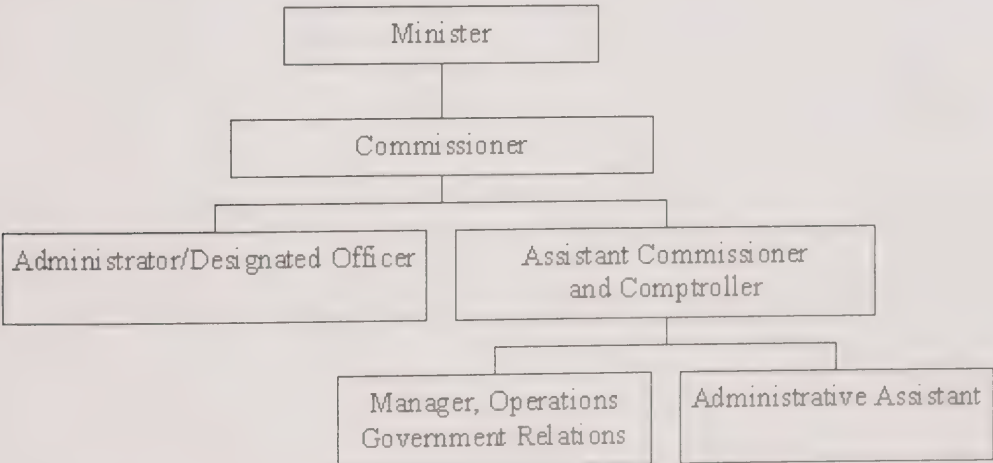 Minister
Commissioner
Administrator/Designated Officer
Assistant Commissioner
and Comptroller
Manager, Operations
Government Relations
Administrative Assistant